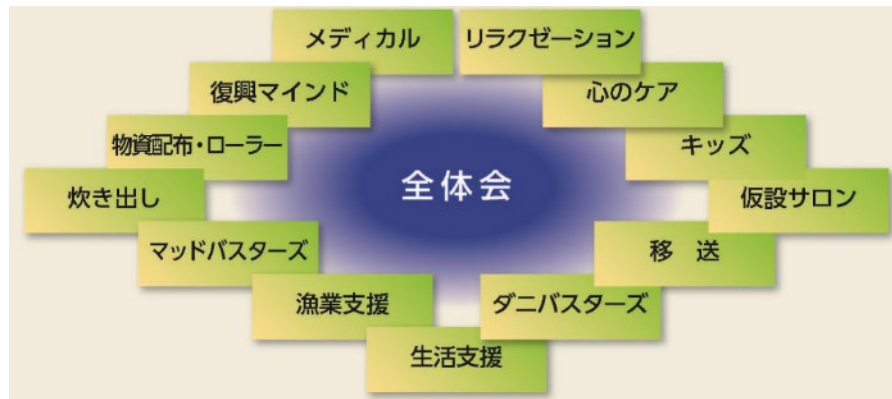 メディカル
リラクゼーション
復興マインド
心のケア
物資配布・ローラー
キッズ
炊き出し
全体会
仮設サロン
マッドバスターズ
移　送
漁業支援
ダニバスターズ
生活支援